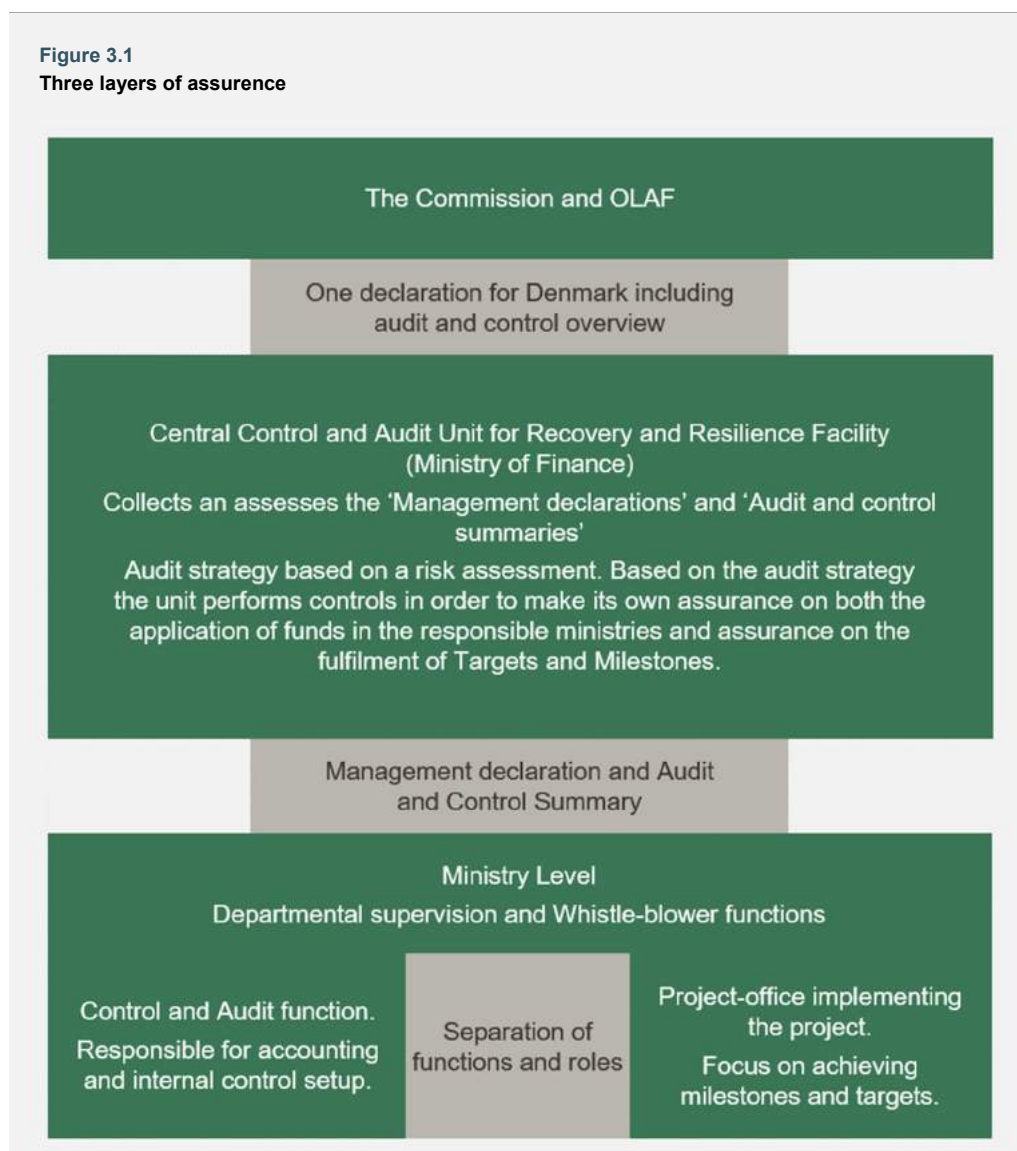 Figure 3.1
Three layers of assurence
The Commission and OLAF
One declaration for Denmark including
audit and control overview
Central Control and Audit Unit for Recovery and Resilience Facility
(Ministry of Finance)
Collects an assesses the ‘Management declarations’ and ‘Audit and control
summaries’
Audit strategy based on a risk assessment. Based on the audit strategy
the unit performs controls in order to make its own assurance on both the
application of funds in the responsible ministries and assurance on the
fulfilment of Targets and Milestones.
Management declaration and Audit
and Control Summary
Ministry Level
Departmental supervision and Whistle-blower functions
Control and Audit function.
Responsible for accounting
and internal control setup.
Separation of
functions and roles
Project-office implementing
the project.
Focus on achieving
milestones and targets.